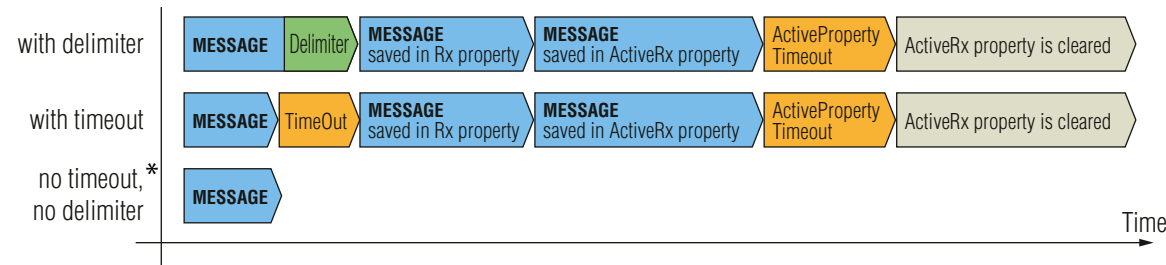 with delimiter
MESSAGE
Delimiter
MESSAGE
saved in Rx property
MESSAGE
saved in ActiveRx property
ActiveProperty
Timeout
ActiveRx property is cleared
with timeout
MESSAGE
TimeOut
MESSAGE
saved in Rx property
MESSAGE
saved in ActiveRx property
ActiveProperty
Timeout
ActiveRx property is cleared
no timeout,*
no delimiter
MESSAGE
Time